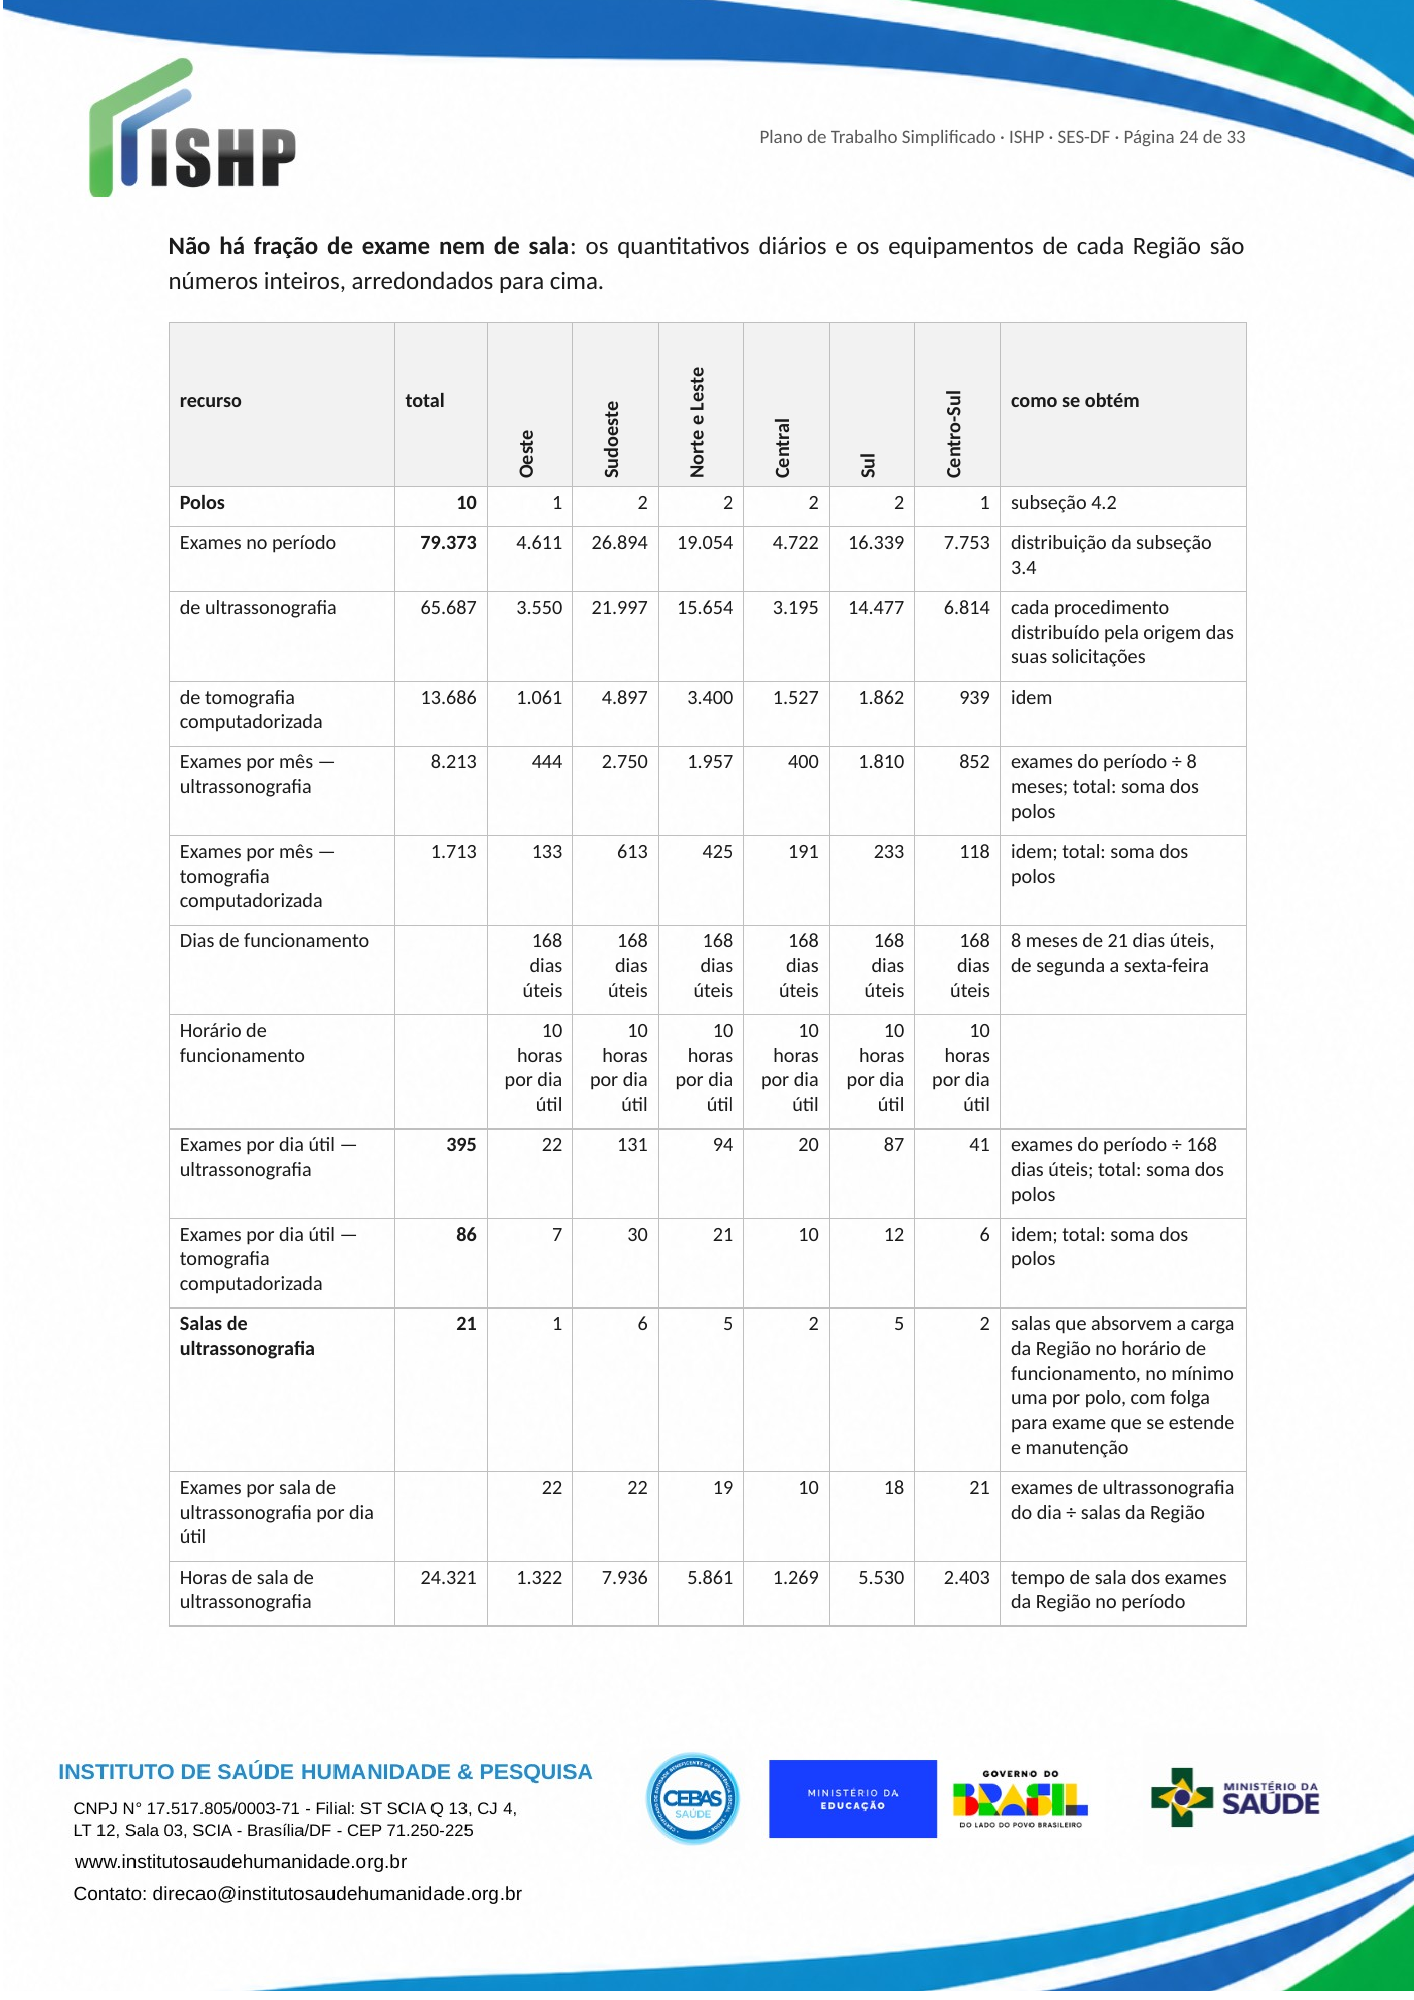 ISHP
Plano de Trabalho Simplificado · ISHP · SES-DF · Página 24 de 33
Não há fração de exame nem de sala: os quantitativos diários e os equipamentos de cada Região são
números inteiros, arredondados para cima.
recurso total Oeste Sudoeste Norte e Leste Central Sul Centro-Sul como se obtém
Polos 10 1 2 2 2 2 1 subseção 4.2
Exames no período 79.373 4.611 26.894 19.054 4.722 16.339 7.753 distribuição da subseção
3.4
de ultrassonografia 65.687 3.550 21.997 15.654 3.195 14.477 6.814 cada procedimento
distribuído pela origem das
suas solicitações
de tomografia 13.686 1.061 4.897 3.400 1.527 1.862 939 idem
computadorizada
Exames por mês — 8.213 444 2.750 1.957 400 1.810 852 exames do período ÷ 8
ultrassonografia meses; total: soma dos
polos
Exames por mês — 1.713 133 613 425 191 233 118 idem; total: soma dos
tomografia polos
computadorizada
Dias de funcionamento 168 168 168 168 168 168 8 meses de 21 dias úteis,
dias dias dias dias dias dias de segunda a sexta-feira
úteis úteis úteis úteis úteis úteis
Horário de 10 10 10 10 10 10
funcionamento horas horas horas horas horas horas
por dia por dia por dia por dia por dia por dia
útil útil útil útil útil útil
Exames por dia útil — 395 22 131 94 20 87 41 exames do período ÷ 168
ultrassonografia dias úteis; total: soma dos
polos
Exames por dia útil — 86 7 30 21 10 12 6 idem; total: soma dos
tomografia polos
computadorizada
Salas de 21 1 6 5 2 5 2 salas que absorvem a carga
ultrassonografia da Região no horário de
funcionamento, no mínimo
uma por polo, com folga
para exame que se estende
e manutenção
Exames por sala de 22 22 19 10 18 21 exames de ultrassonografia
ultrassonografia por dia do dia ÷ salas da Região
útil
Horas de sala de 24.321 1.322 7.936 5.861 1.269 5.530 2.403 tempo de sala dos exames
ultrassonografia da Região no período
INSTITUTO DE SAÚDE HUMANIDADE & PESQUISA
CNPJ N° 17.517.805/0003-71 - Filial: ST SCIA Q 13, CJ 4,
LT 12, Sala 03, SCIA - Brasília/DF - CEP 71.250-225
www.institutosaudehumanidade.org.br
Contato: direcao@institutosaudehumanidade.org.br
CEBAS
SAÚDE
MINISTÉRIO DA
EDUCAÇÃO
GOVERNO DO
BRASIL
DO LADO DO POVO BRASILEIRO
MINISTÉRIO DA
SAÚDE